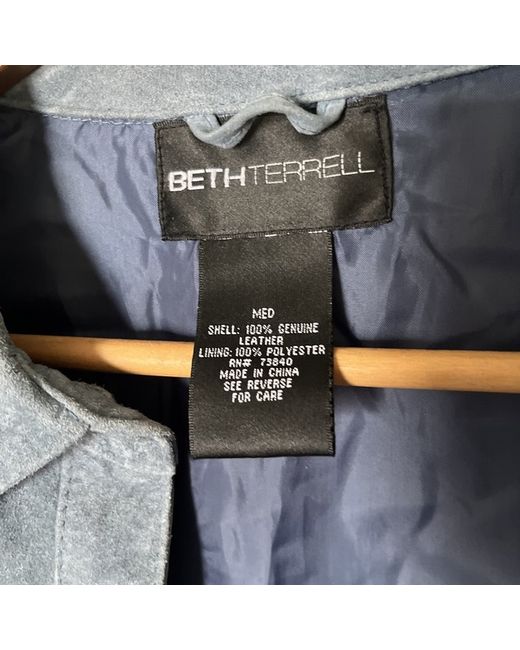 BETHTERRELL
MED
SHELL: 100% GENUINE
LEATHER
LINING: 100% POLYESTER
RN# 73840
MADE IN CHINA
SEE REVERSE
FOR CARE